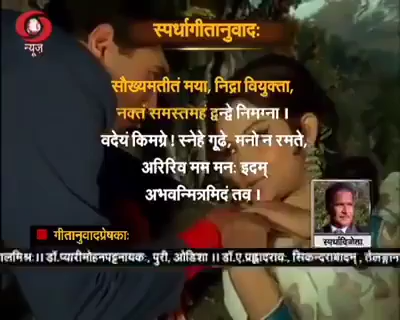 न्यूज़
स्पर्धागीतानुवादः
सौख्यमतीतं मया, निद्रा वियुक्ता,
नक्तं समस्तमहं द्वन्द्वे निमग्ना ।
वदेयं किमग्रे ! स्नेहे गूढे, मनो न रमते,
अरिरिव मम मनः इदम्
अभवन्मित्रमिदं तव ।
स्पर्धाविजेता
गीतानुवादप्रेषकाः
ालमिश्रः।। डॉ.प्यारीमोहनपट्टनायकः, पुरी, ओडिशा ।। डॉ.ए.प्रह्लादरावः, सिकन्दराबादम्, तेलङ्गान